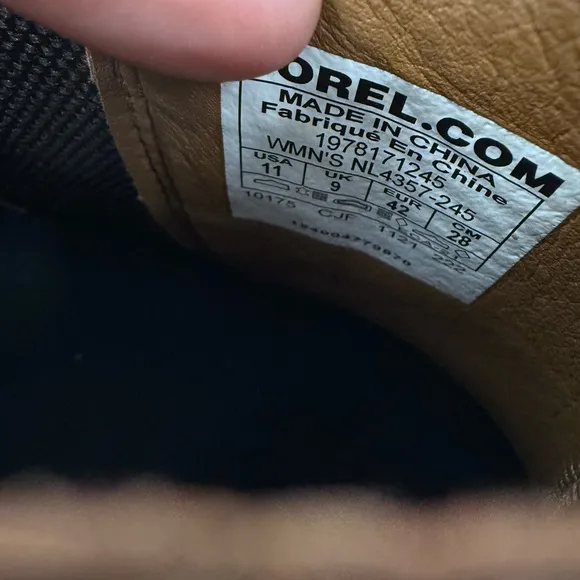 OREL.COM
MADE IN CHINA
Fabriqué En Chine
1978171245
WMN'S NL4357-245
USA UK EUR CM
11 9 42 28
10175 CJF 1121 222